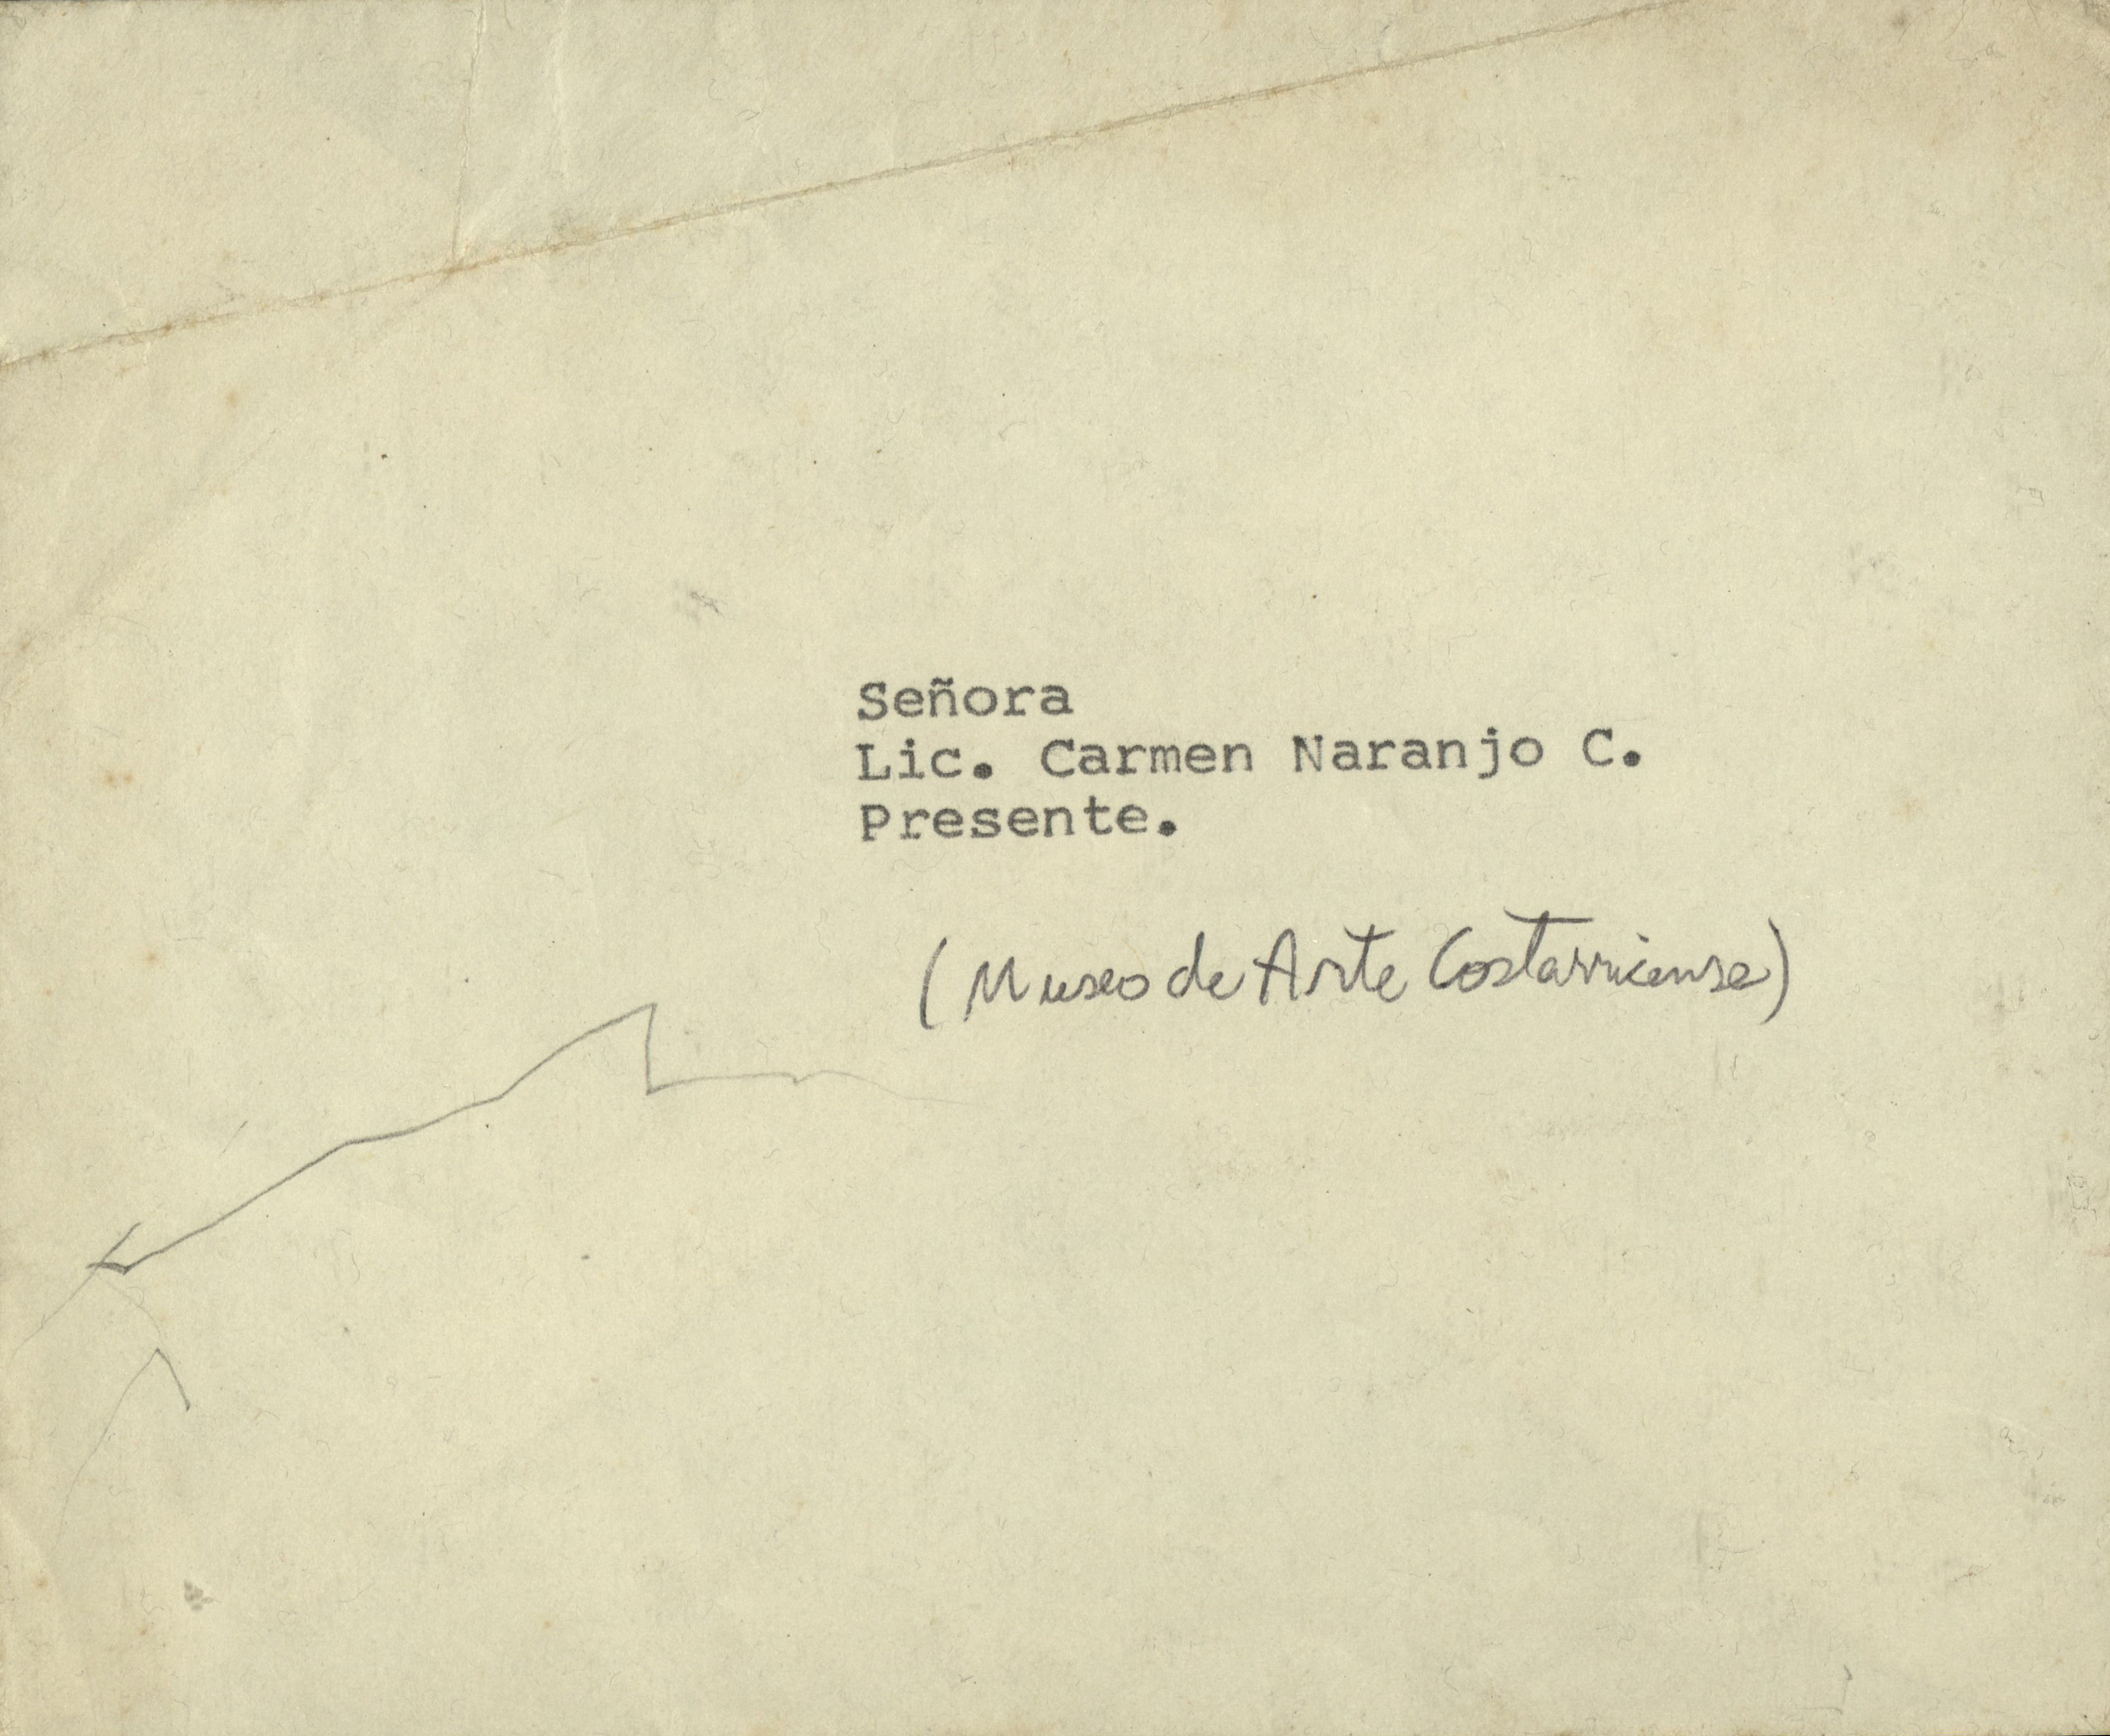 Señora
Lic. Carmen Naranjo C.
Presente.
(Museo de Arte Costarricense)